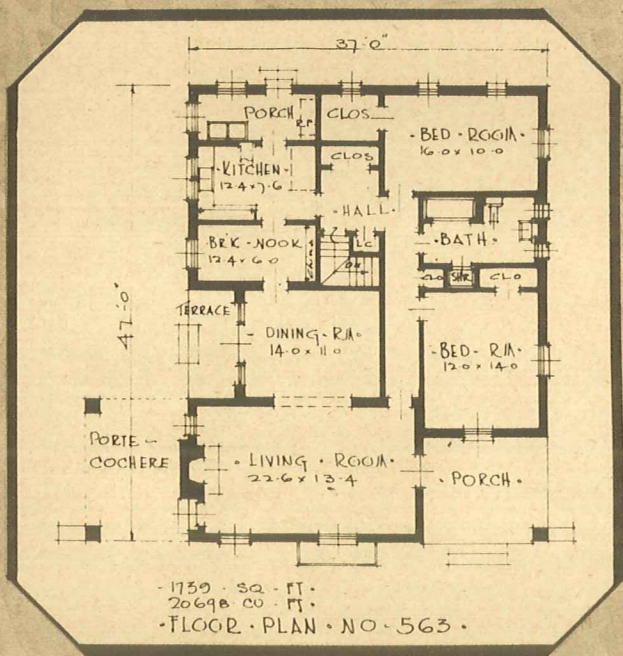 37'-0"
PORCH
CLOS
BED - ROOM
16-0 x 10-0
CLOS
KITCHEN
12-4 x 7-6
HALL
BR'K - NOOK
12-4 x 6-0
L.C.
BATH
DN
CLO
SHR
CLO
47'-0"
TERRACE
DINING - RM
14-0 x 11-0
BED - RM
12-0 x 14-0
PORTE -
COCHERE
LIVING ROOM
22-6 x 13-4
PORCH
1739 - SQ - FT.
20698 CU - FT.
FLOOR - PLAN - NO - 563